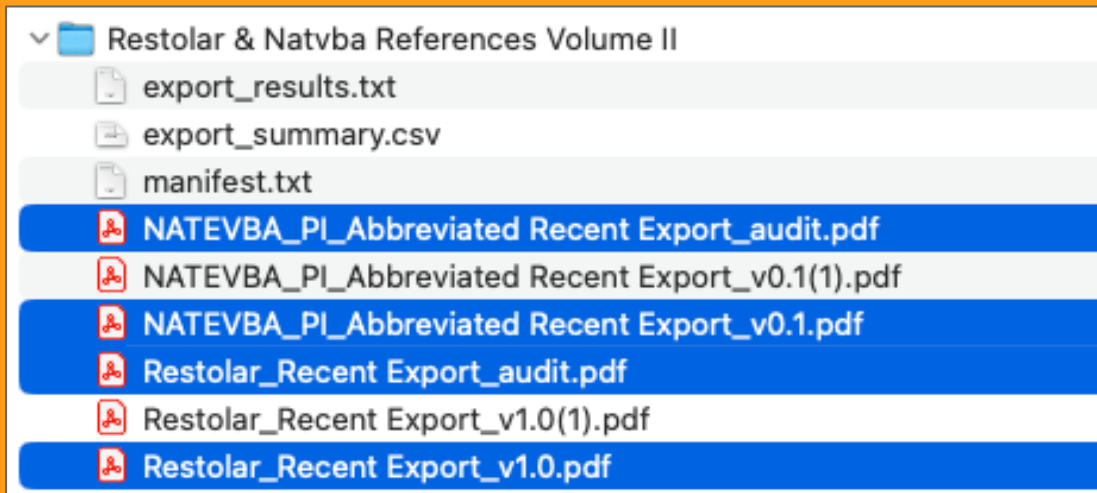 Restolar & Natvba References Volume II
export_results.txt
export_summary.csv
manifest.txt
NATEVBA_PI_Abbreviated Recent Export_audit.pdf
NATEVBA_PI_Abbreviated Recent Export_v0.1(1).pdf
NATEVBA_PI_Abbreviated Recent Export_v0.1.pdf
Restolar_Recent Export_audit.pdf
Restolar_Recent Export_v1.0(1).pdf
Restolar_Recent Export_v1.0.pdf